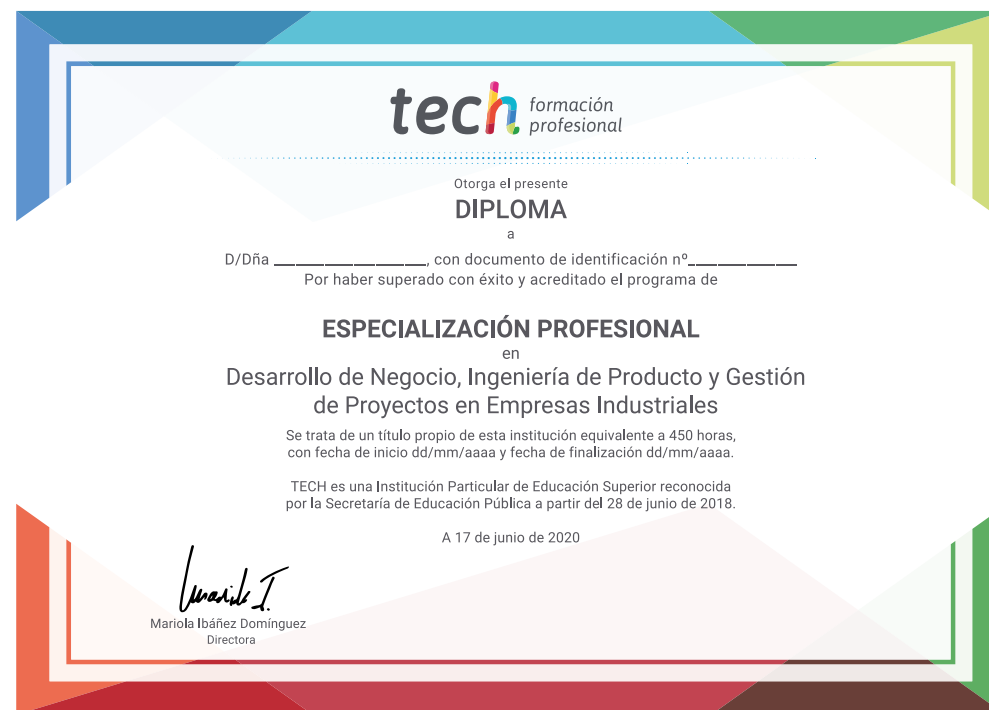 tech formación
profesional
Otorga el presente
DIPLOMA
a
D/Dña ______________, con documento de identificación nº__________
Por haber superado con éxito y acreditado el programa de
ESPECIALIZACIÓN PROFESIONAL
en
Desarrollo de Negocio, Ingeniería de Producto y Gestión
de Proyectos en Empresas Industriales
Se trata de un título propio de esta institución equivalente a 450 horas,
con fecha de inicio dd/mm/aaaa y fecha de finalización dd/mm/aaaa.
TECH es una Institución Particular de Educación Superior reconocida
por la Secretaría de Educación Pública a partir del 28 de junio de 2018.
A 17 de junio de 2020
Mariola Ibáñez Domínguez
Directora